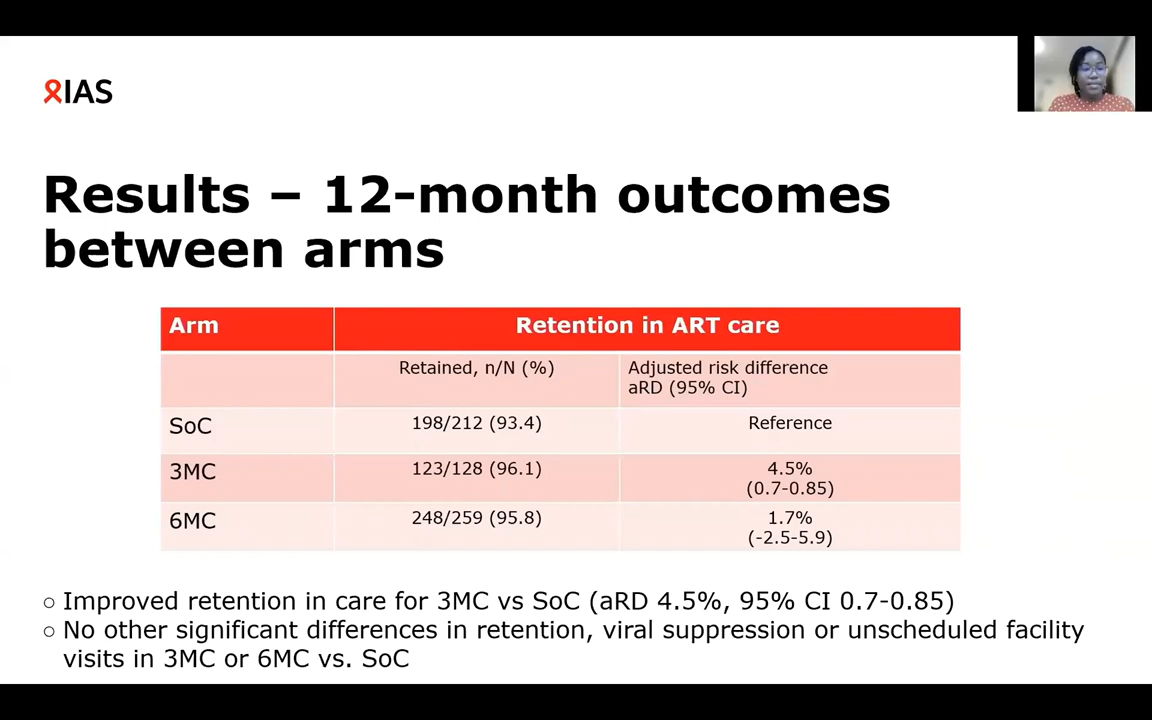 IAS
Results – 12-month outcomes
between arms
Arm Retention in ART care
Retained, n/N (%) Adjusted risk difference
aRD (95% CI)
SoC 198/212 (93.4) Reference
3MC 123/128 (96.1) 4.5%
(0.7-0.85)
6MC 248/259 (95.8) 1.7%
(-2.5-5.9)
○ Improved retention in care for 3MC vs SoC (aRD 4.5%, 95% CI 0.7-0.85)
○ No other significant differences in retention, viral suppression or unscheduled facility
visits in 3MC or 6MC vs. SoC